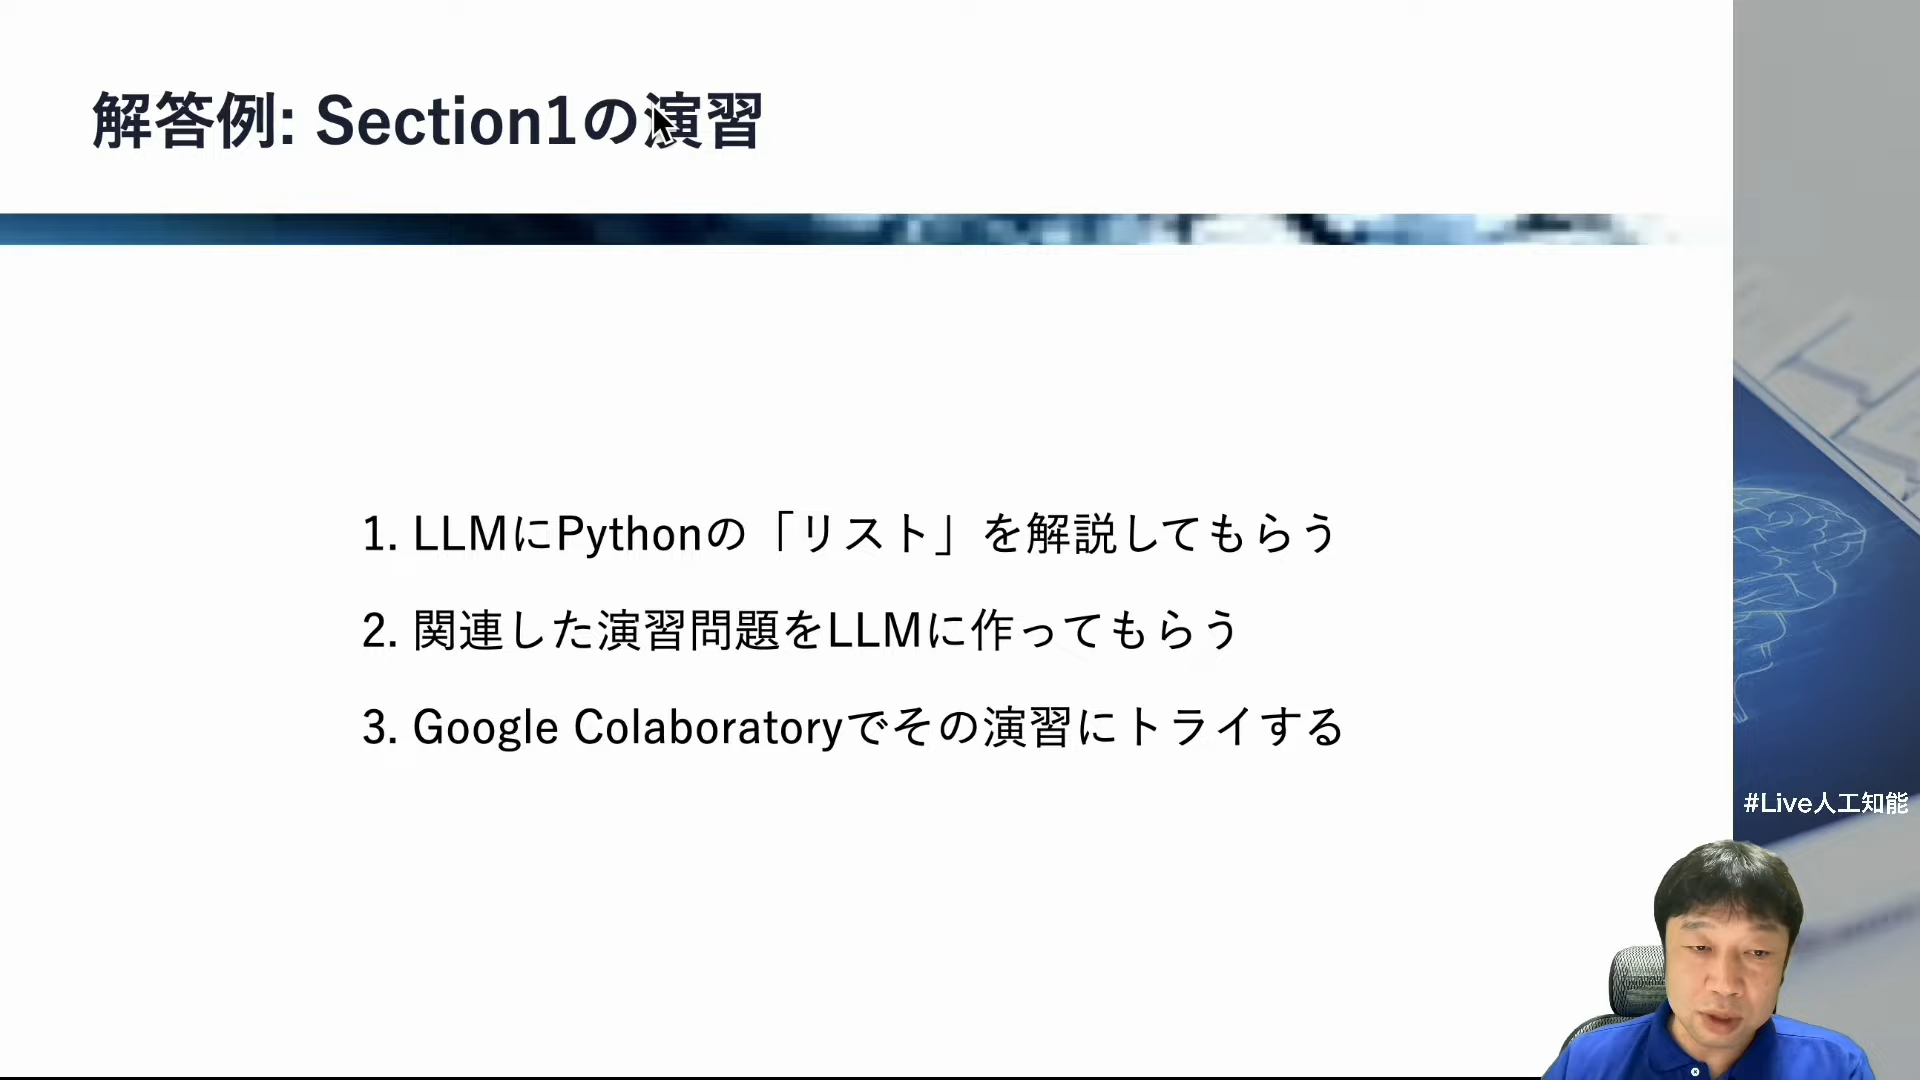 解答例: Section1の演習
1. LLMにPythonの「リスト」を解説してもらう
2. 関連した演習問題をLLMに作ってもらう
3. Google Colaboratoryでその演習にトライする
#Live人工知能